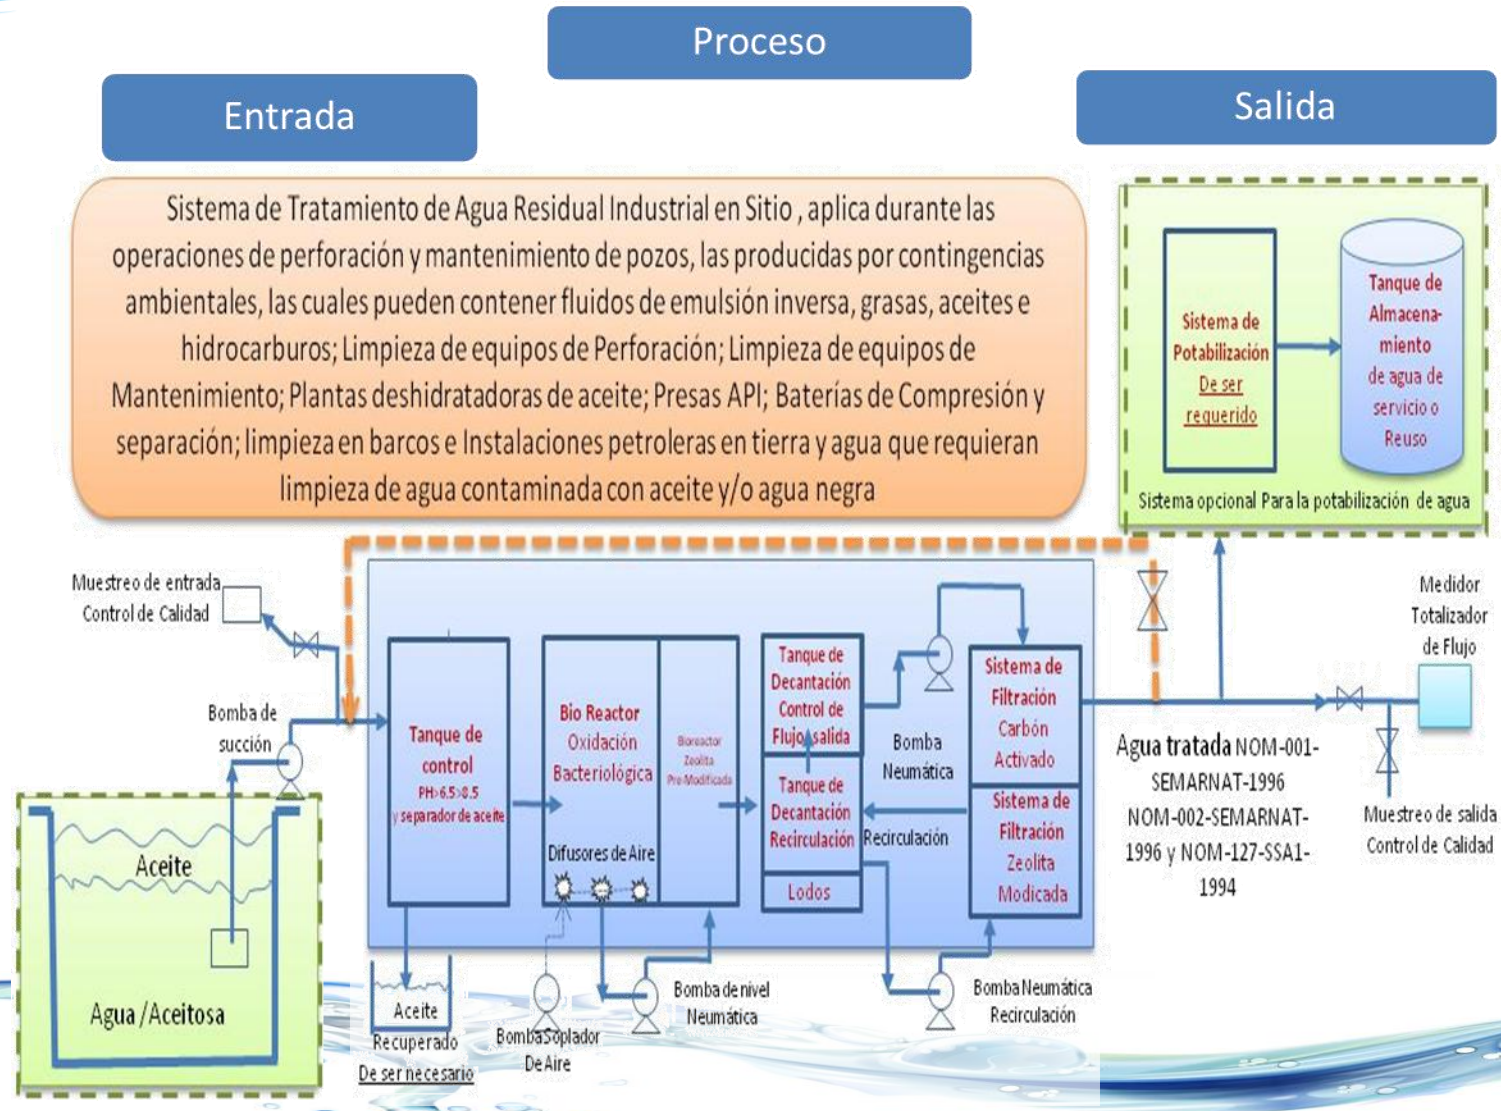 Proceso
Entrada
Salida
Sistema de Tratamiento de Agua Residual Industrial en Sitio , aplica durante las
operaciones de perforación y mantenimiento de pozos, las producidas por contingencias
ambientales, las cuales pueden contener fluidos de emulsión inversa, grasas, aceites e
hidrocarburos; Limpieza de equipos de Perforación; Limpieza de equipos de
Mantenimiento; Plantas deshidratadoras de aceite; Presas API; Baterías de Compresión y
separación; limpieza en barcos e Instalaciones petroleras en tierra y agua que requieran
limpieza de agua contaminada con aceite y/o agua negra
Sistema de
Potabilización
De ser
requerido
Tanque de
Almacena-
miento
de agua de
servicio o
Reuso
Sistema opcional Para la potabilización de agua
Muestreo de entrada
Control de Calidad
Bomba de
succión
Aceite
Agua /Aceitosa
Tanque de
control
PH>6.5>8.5
y separador de aceite
Aceite
Recuperado
De ser necesario
Bio Reactor
Oxidación
Bacteriológica
Difusores de Aire
Bioreactor
Zeolita
Pre-Modificada
Bomba Soplador
De Aire
Bomba de nivel
Neumática
Tanque de
Decantación
Control de
Flujo salida
Tanque de
Decantación
Recirculación
Lodos
Bomba
Neumática
Recirculación
Sistema de
Filtración
Carbón
Activado
Sistema de
Filtración
Zeolita
Modicada
Bomba Neumática
Recirculación
Agua tratada NOM-001-
SEMARNAT-1996
NOM-002-SEMARNAT-
1996 y NOM-127-SSA1-
1994
Medidor
Totalizador
de Flujo
Muestreo de salida
Control de Calidad